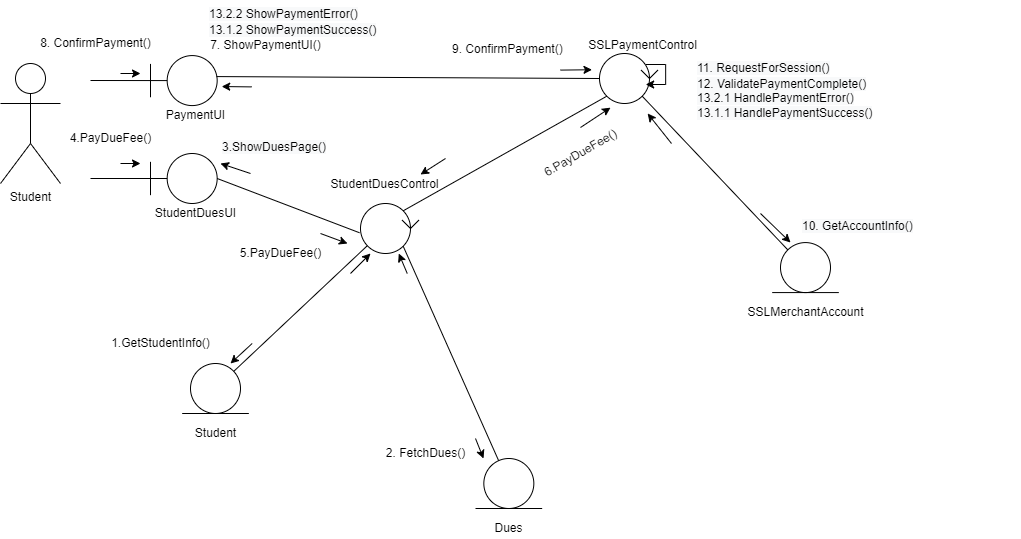 13.2.2 ShowPaymentError()
13.1.2 ShowPaymentSuccess()
8. ConfirmPayment()
7. ShowPaymentUI()
9. ConfirmPayment()
SSLPaymentControl
11. RequestForSession()
12. ValidatePaymentComplete()
13.2.1 HandlePaymentError()
13.1.1 HandlePaymentSuccess()
PaymentUI
4.PayDueFee()
3.ShowDuesPage()
6.PayDueFee()
StudentDuesControl
Student
StudentDuesUI
10. GetAccountInfo()
5.PayDueFee()
SSLMerchantAccount
1.GetStudentInfo()
Student
2. FetchDues()
Dues